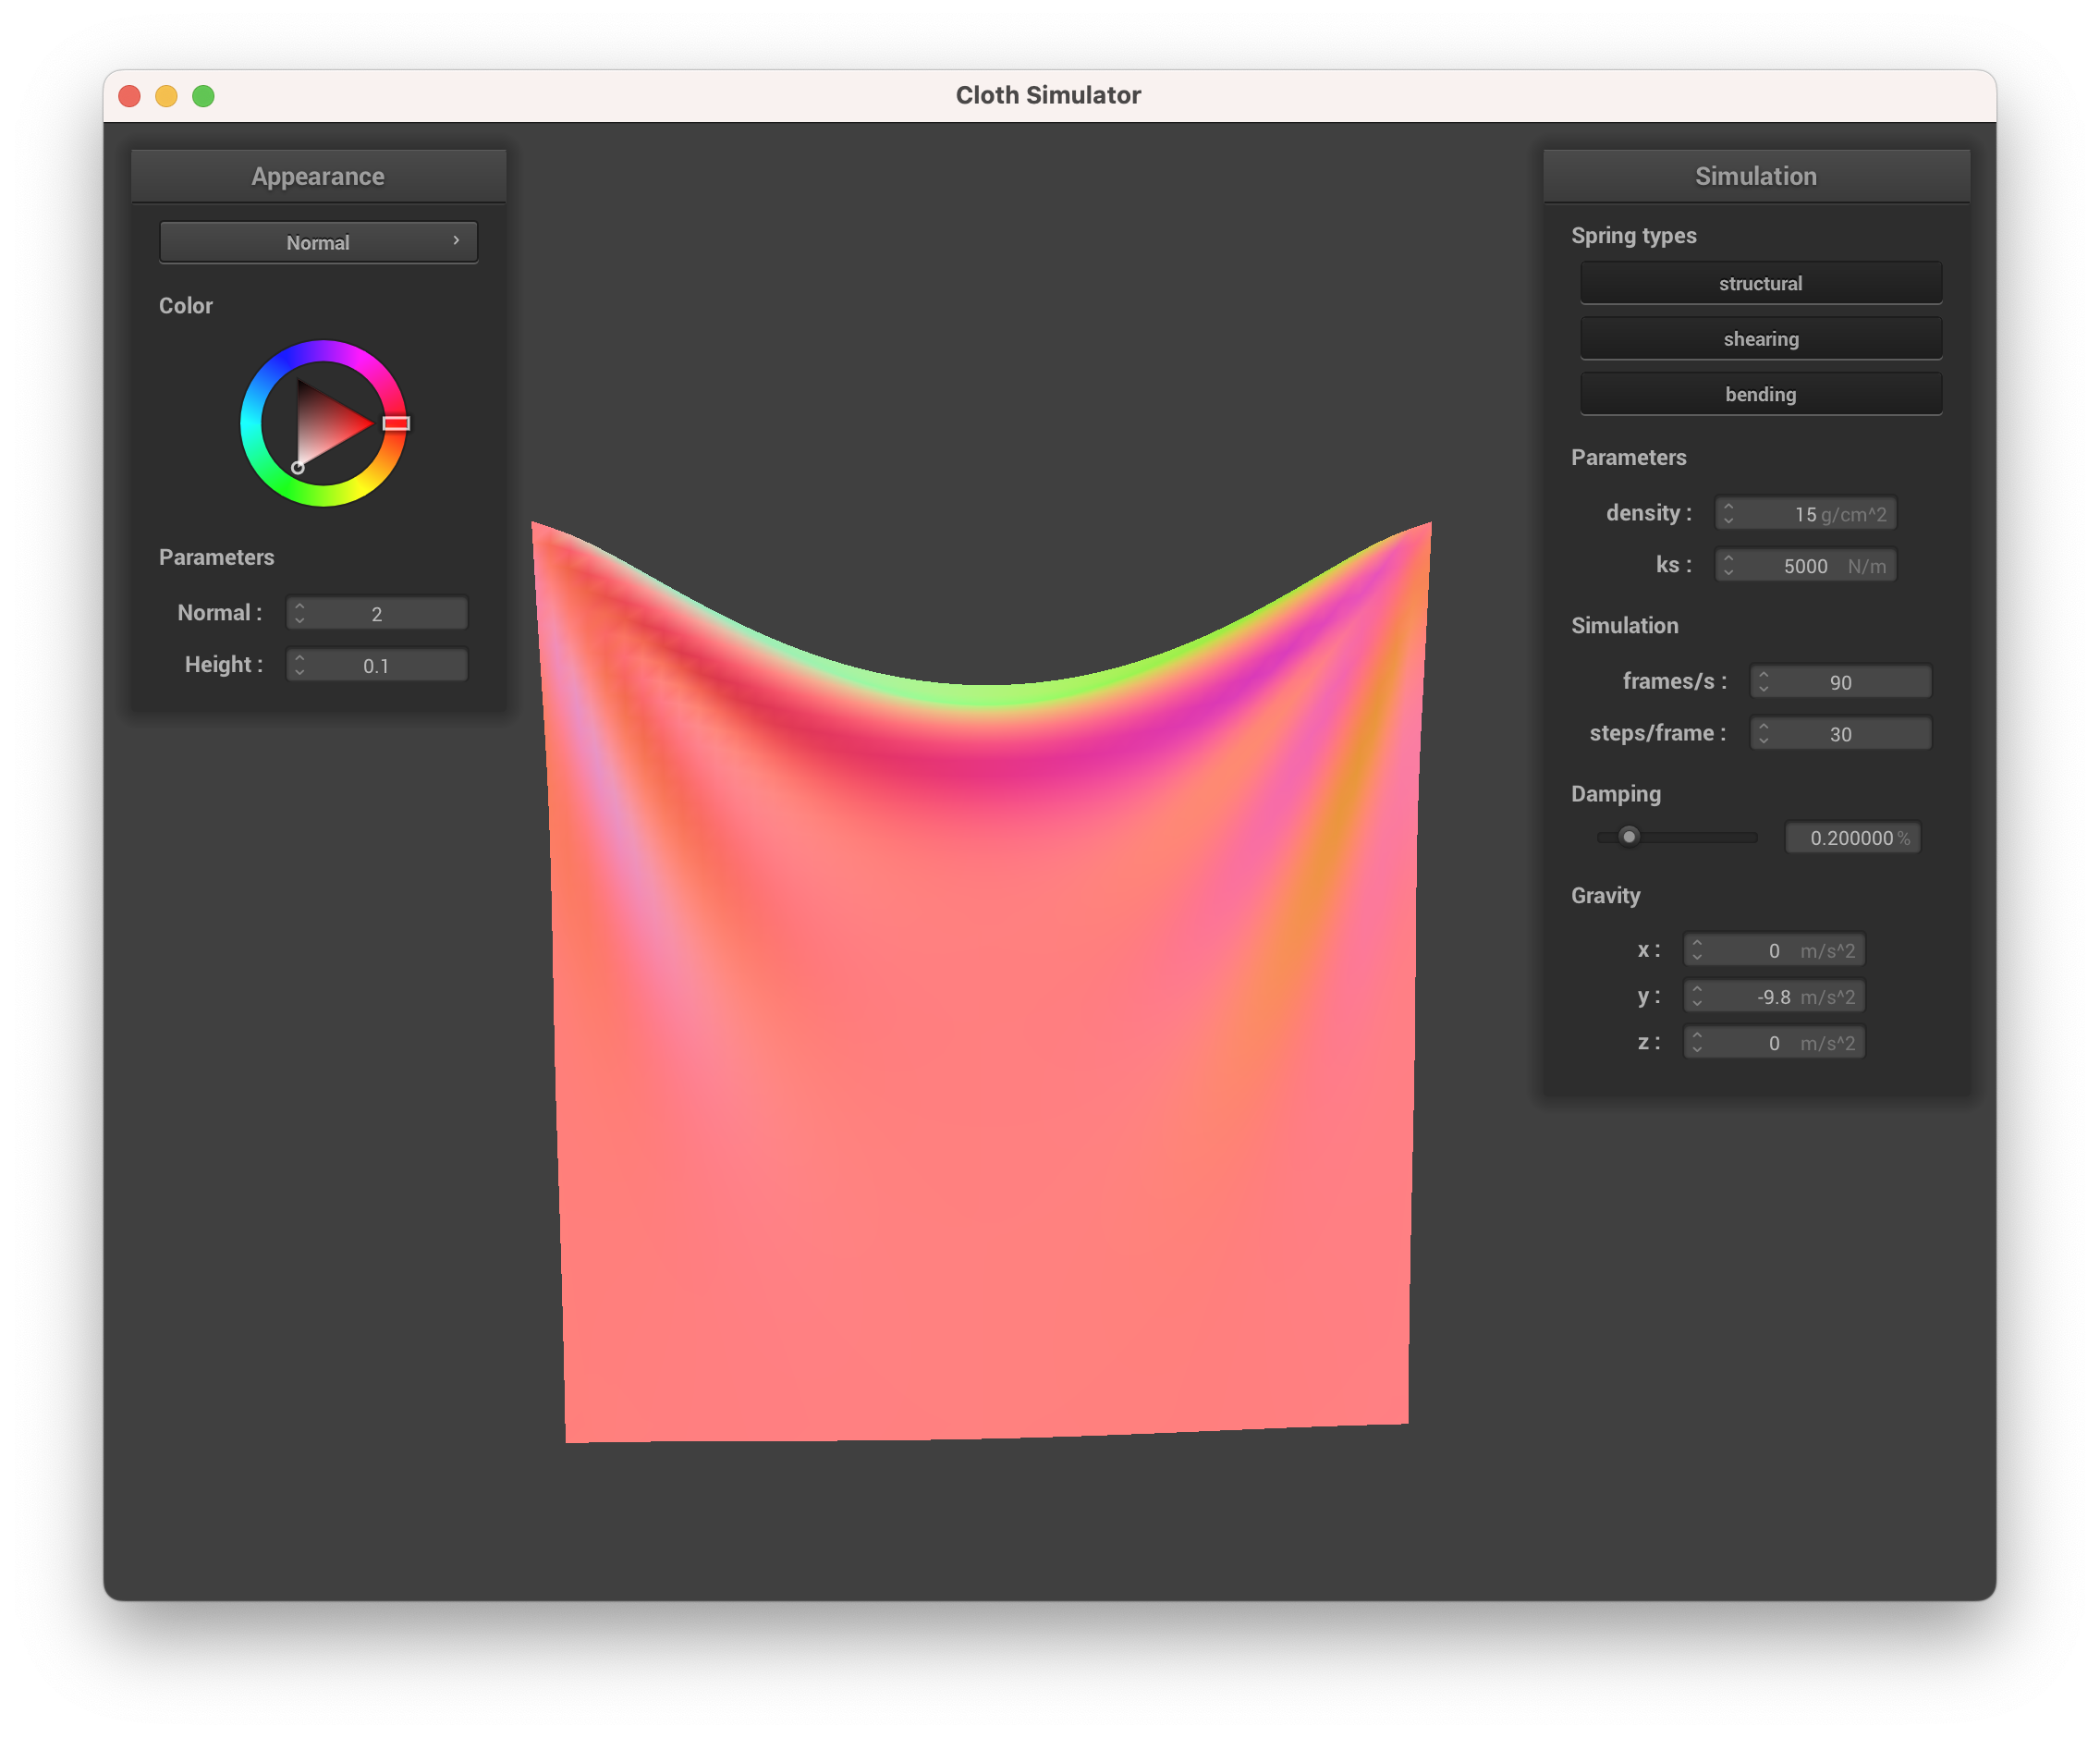 Cloth Simulator
Appearance
Normal
Color
Parameters
Normal : 2
Height : 0.1
Simulation
Spring types
structural
shearing
bending
Parameters
density : 15 g/cm^2
ks : 5000 N/m
Simulation
frames/s : 90
steps/frame : 30
Damping
0.200000 %
Gravity
x : 0 m/s^2
y : -9.8 m/s^2
z : 0 m/s^2